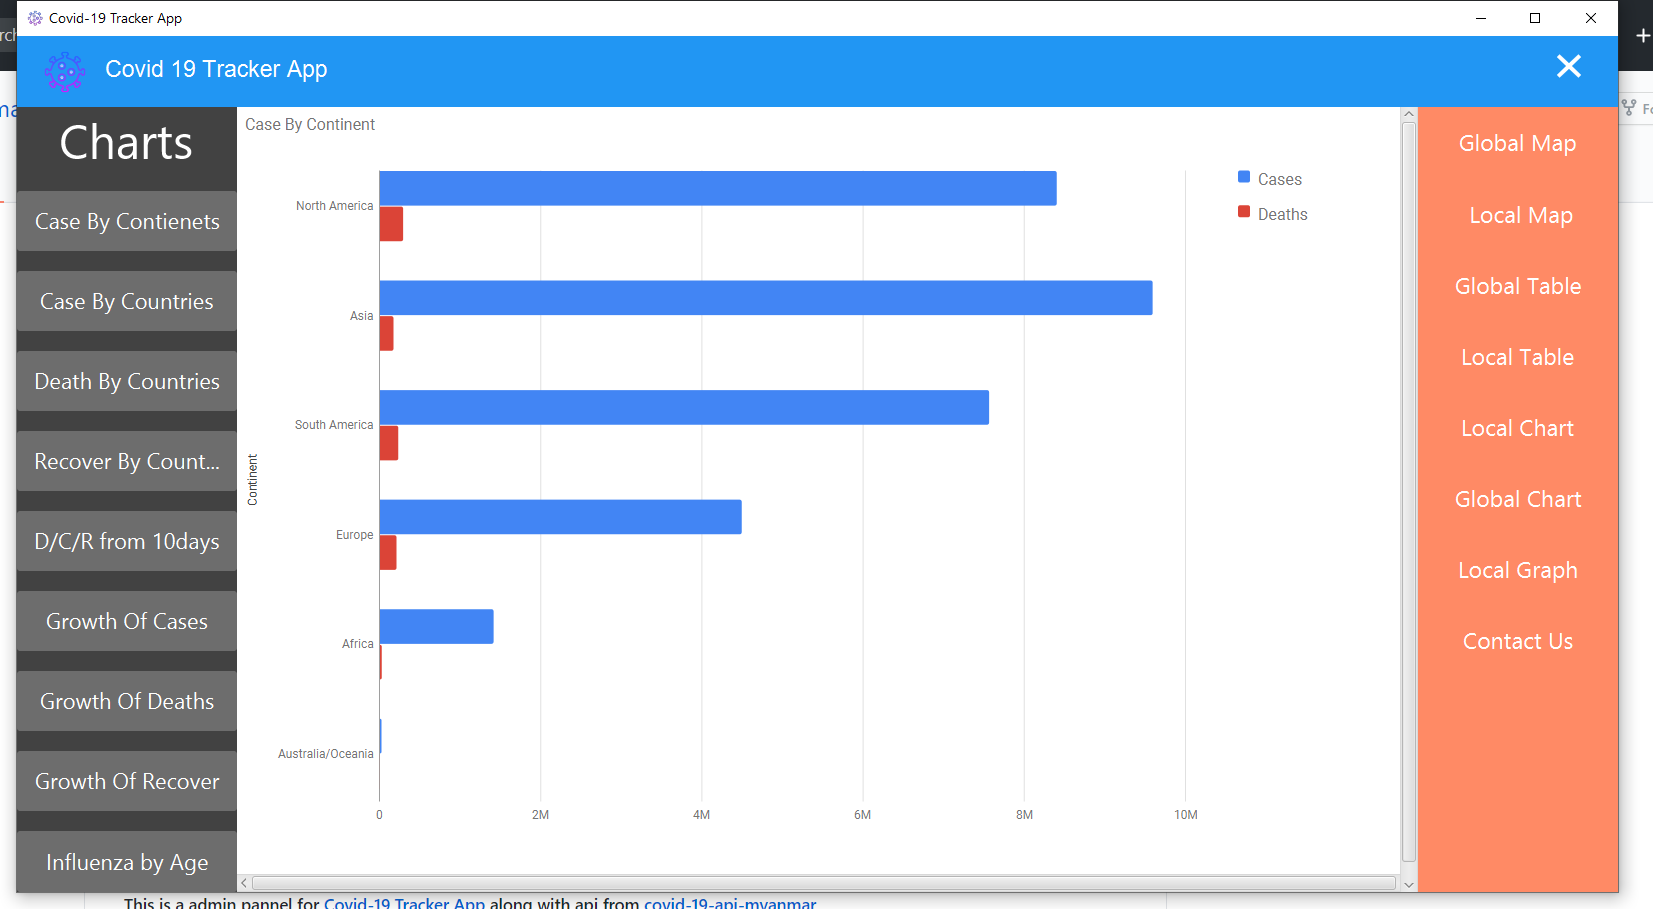 Covid-19 Tracker App
Covid 19 Tracker App
Charts
Case By Contienets
Case By Countries
Death By Countries
Recover By Count...
D/C/R from 10days
Growth Of Cases
Growth Of Deaths
Growth Of Recover
Influenza by Age
Case By Continent
Continent
North America
Asia
South America
Europe
Africa
Australia/Oceania
0 2M 4M 6M 8M 10M
Cases
Deaths
Global Map
Local Map
Global Table
Local Table
Local Chart
Global Chart
Local Graph
Contact Us
This is a admin pannel for Covid-19 Tracker App along with api from covid-19-api-myanmar